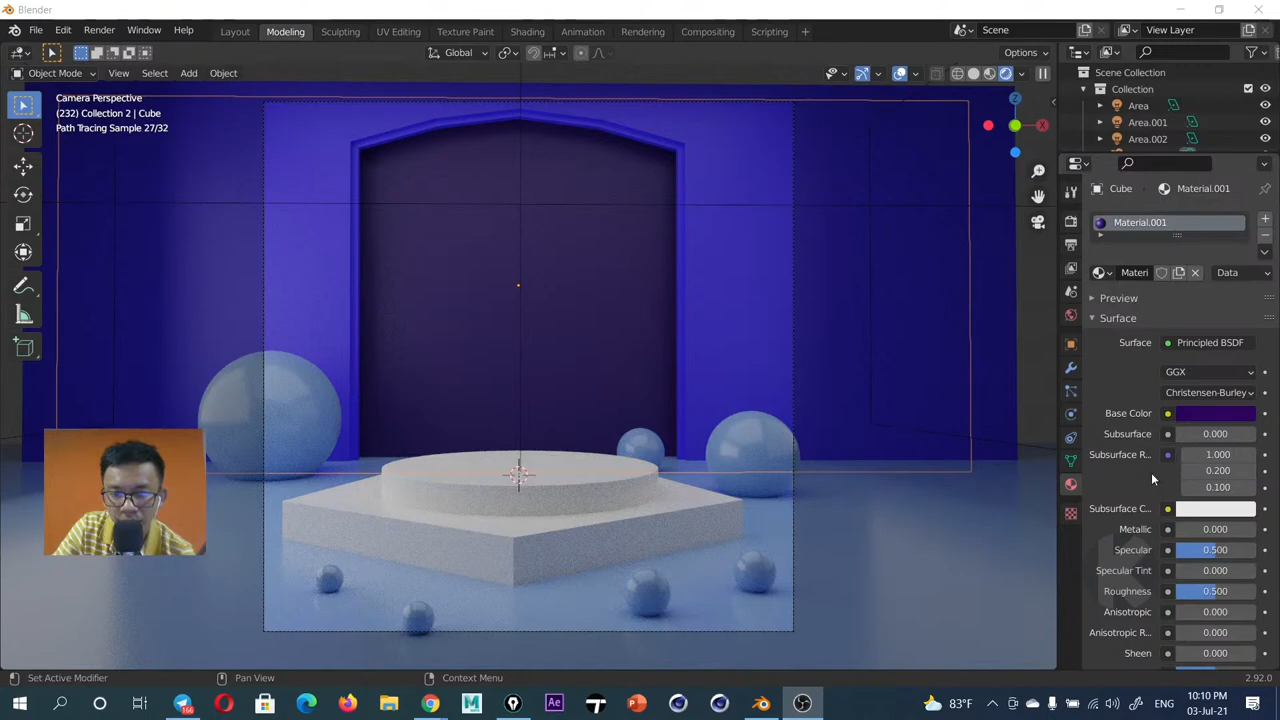 Blender
File Edit Render Window Help
Layout Modeling Sculpting UV Editing Texture Paint Shading Animation Rendering Compositing Scripting +
Scene
View Layer
Global
Options
Object Mode View Select Add Object
Camera Perspective
(232) Collection 2 | Cube
Path Tracing Sample 27/32
Z
X
Scene Collection
Collection
Area
Area.001
Area.002
Cube
Material.001
Material.001
Materi
Data
Preview
Surface
Surface Principled BSDF
GGX
Christensen-Burley
Base Color
Subsurface 0.000
Subsurface R... 1.000
0.200
0.100
Subsurface C...
Metallic 0.000
Specular 0.500
Specular Tint 0.000
Roughness 0.500
Anisotropic 0.000
Anisotropic R... 0.000
Sheen 0.000
Set Active Modifier
Pan View
Context Menu
2.92.0
166
M
Ae
P
83°F
English
10:10 PM
03-Jul-21